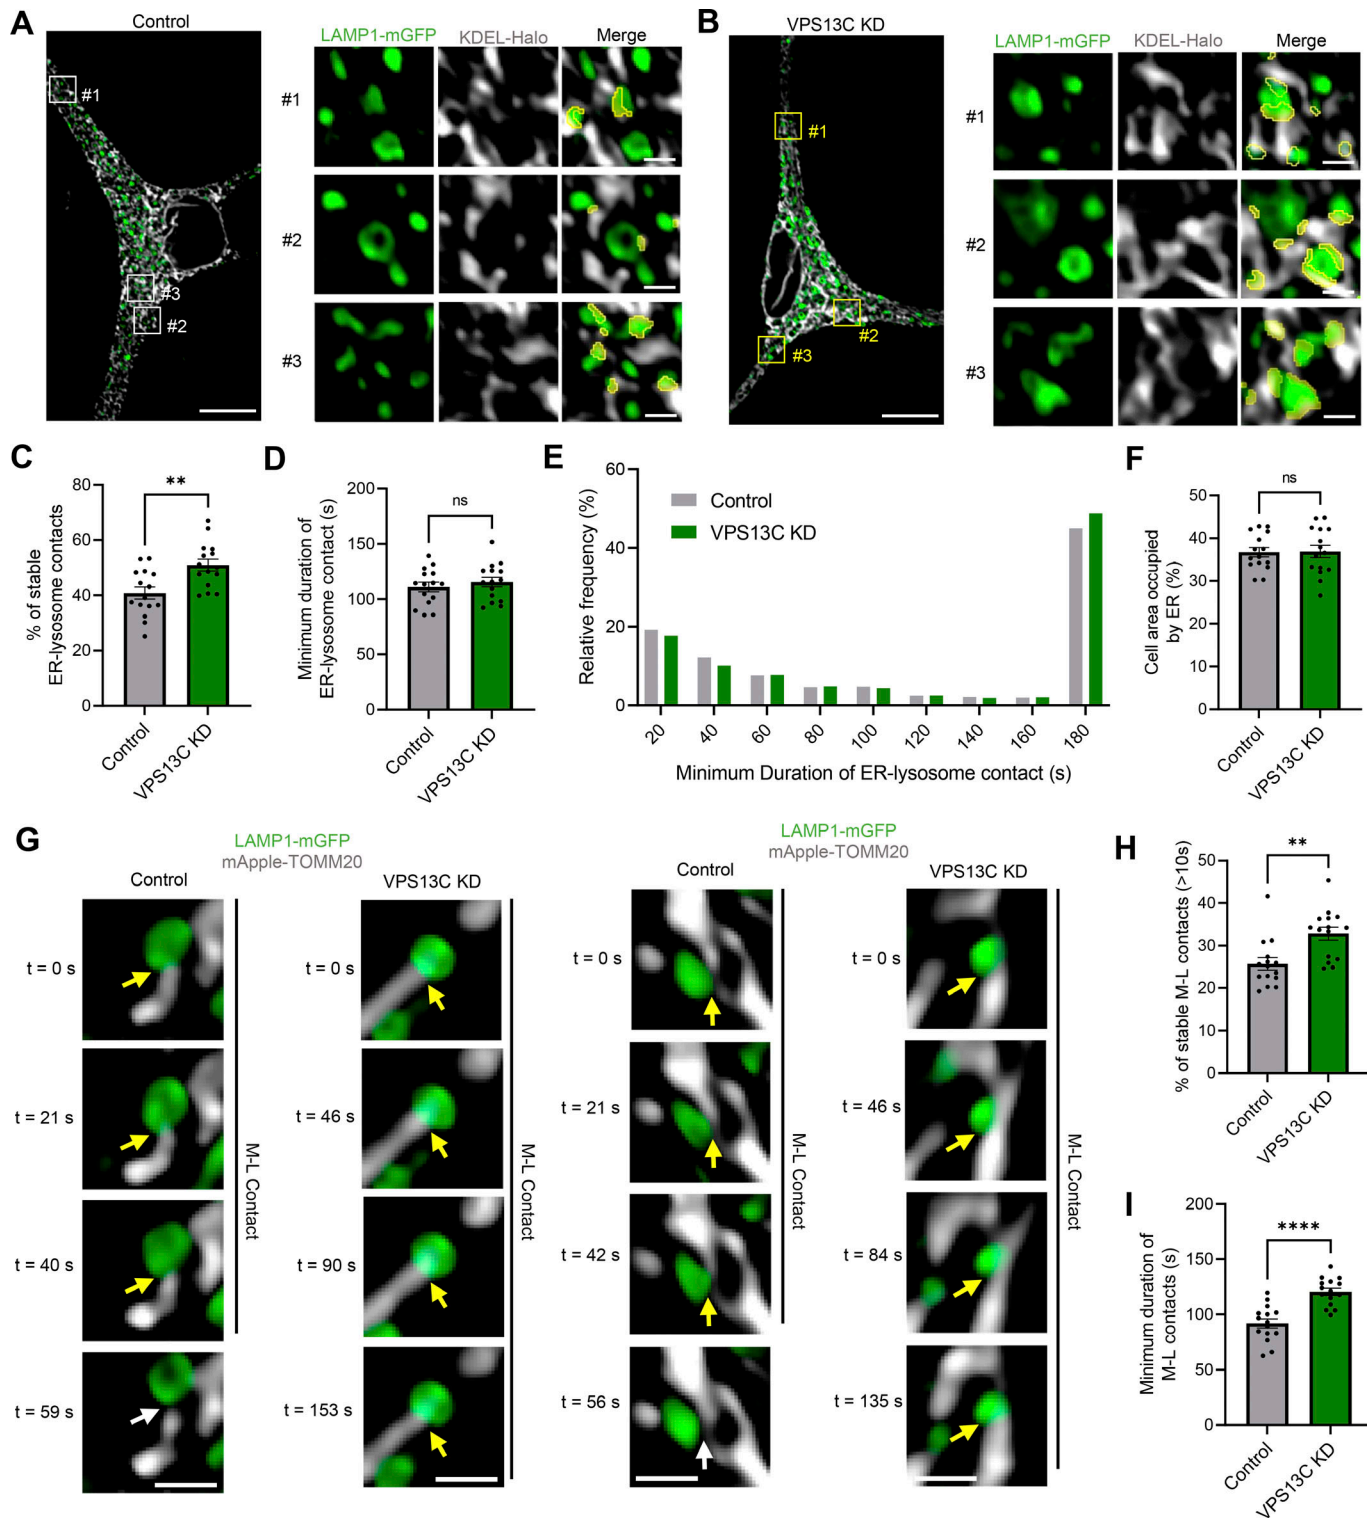 A
Control
#1
#3
#2
LAMP1-mGFP
KDEL-Halo
Merge
#1
#2
#3
B
VPS13C KD
#1
#2
#3
LAMP1-mGFP
KDEL-Halo
Merge
#1
#2
#3
C
% of stable
ER-lysosome contacts
80
60
40
20
0
**
Control
VPS13C KD
D
Minimum duration of
ER-lysosome contact (s)
200
150
100
50
0
ns
Control
VPS13C KD
E
Relative frequency (%)
60
40
20
0
Control
VPS13C KD
20
40
60
80
100
120
140
160
180
Minimum Duration of ER-lysosome contact (s)
F
Cell area occupied
by ER (%)
50
40
30
20
10
0
ns
Control
VPS13C KD
G
LAMP1-mGFP
mApple-TOMM20
Control
VPS13C KD
t = 0 s
t = 21 s
t = 40 s
t = 59 s
M-L Contact
t = 0 s
t = 46 s
t = 90 s
t = 153 s
M-L Contact
LAMP1-mGFP
mApple-TOMM20
Control
VPS13C KD
t = 0 s
t = 21 s
t = 42 s
t = 56 s
M-L Contact
t = 0 s
t = 46 s
t = 84 s
t = 135 s
M-L Contact
H
% of stable M-L contacts (>10s)
50
40
30
20
10
0
**
Control
VPS13C KD
I
Minimum duration of
M-L contacts (s)
200
150
100
50
0
****
Control
VPS13C KD